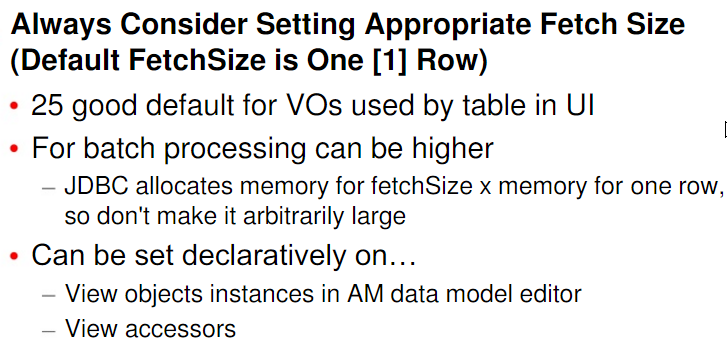 Always Consider Setting Appropriate Fetch Size
(Default FetchSize is One [1] Row)
• 25 good default for VOs used by table in UI
• For batch processing can be higher
– JDBC allocates memory for fetchSize x memory for one row,
so don't make it arbitrarily large
• Can be set declaratively on…
– View objects instances in AM data model editor
– View accessors